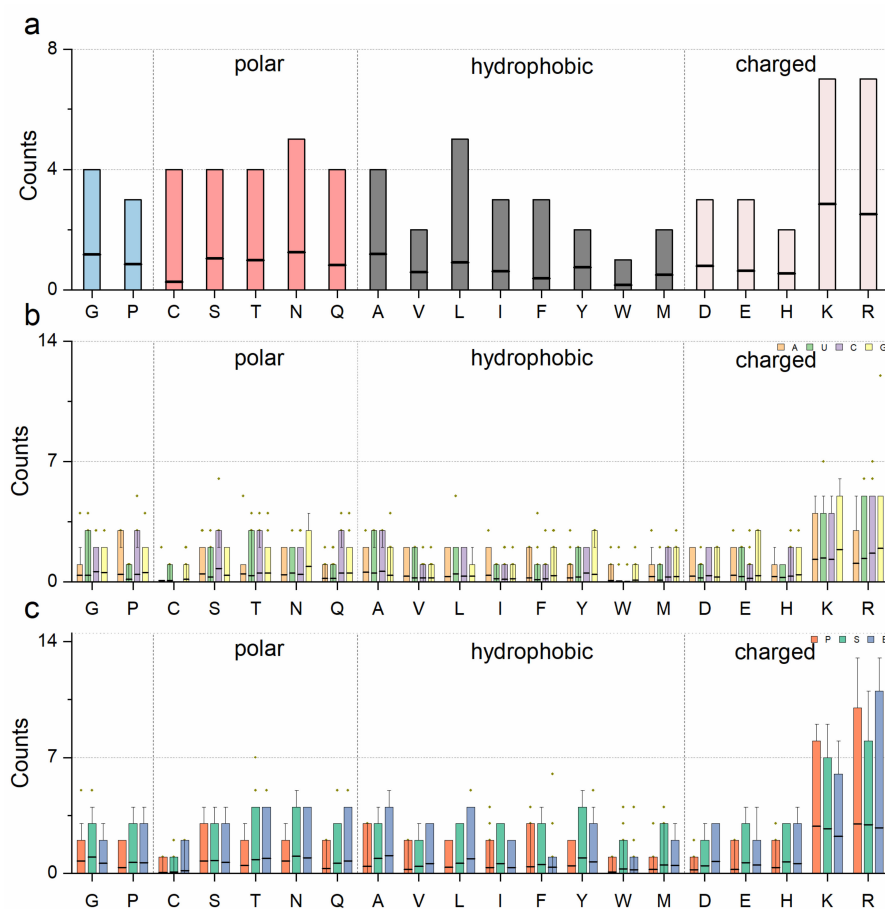 a
8
polar hydrophobic charged
Counts
4
0
G P C S T N Q A V L I F Y W M D E H K R
b
14
A U C G
polar hydrophobic charged
Counts
7
0
G P C S T N Q A V L I F Y W M D E H K R
c
14
P S B
polar hydrophobic charged
Counts
7
0
G P C S T N Q A V L I F Y W M D E H K R